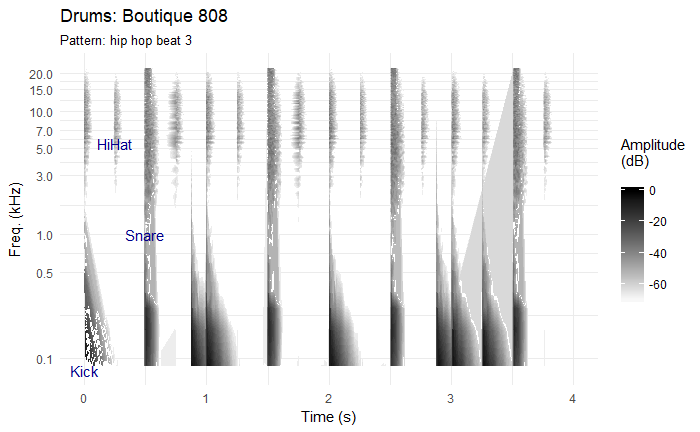 Drums: Boutique 808
Pattern: hip hop beat 3
20.0
15.0
10.0
7.0
5.0
3.0
1.0
0.5
0.1
Freq. (kHz)
HiHat
Snare
Kick
0
1
2
3
4
Time (s)
Amplitude
(dB)
0
-20
-40
-60